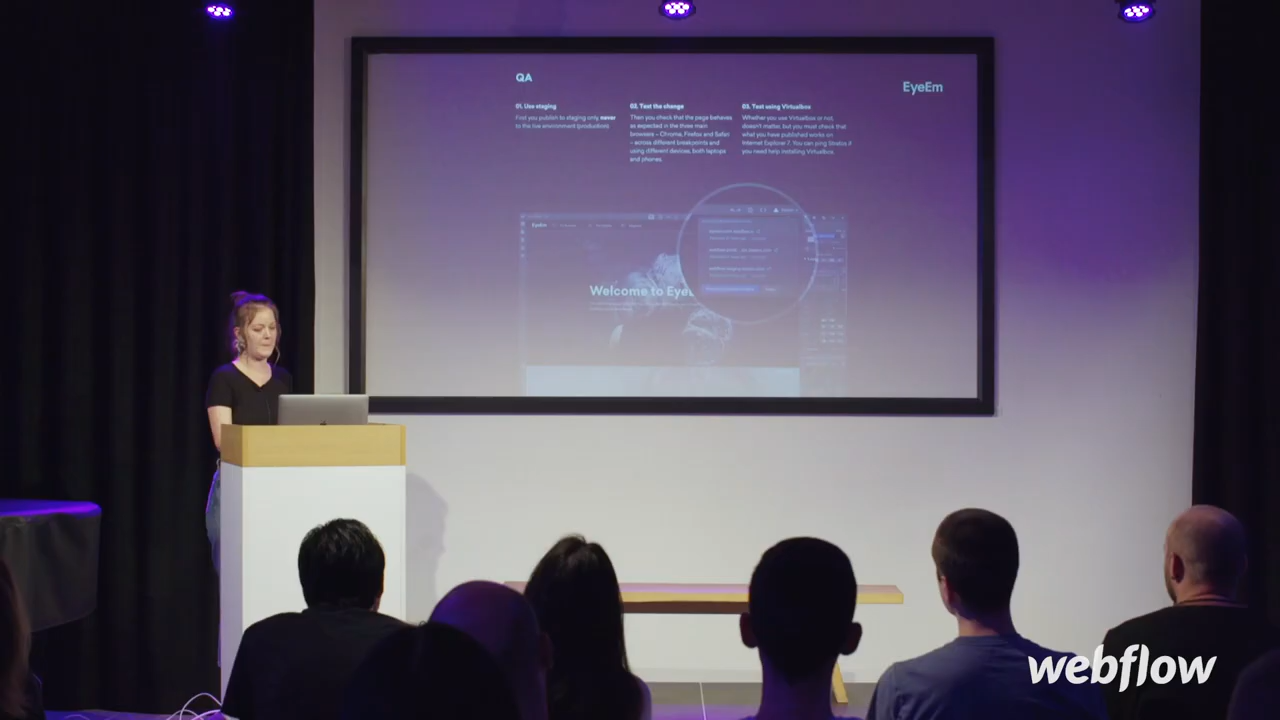 QA
EyeEm
01. Use staging
First you publish to staging only never
to the live environment (production)
02. Test the change
Then you check that the page behaves
as expected in the three main
browsers – Chrome, Firefox and Safari
– across different breakpoints and
using different devices, both laptops
and phones.
03. Test using Virtualbox
Whether you use Virtualbox or not,
doesn't matter, but you must check that
what you have published works on
Internet Explorer 7. You can ping Stratos if
you need help installing Virtualbox.
EyeEm
Welcome to Eye
webflow